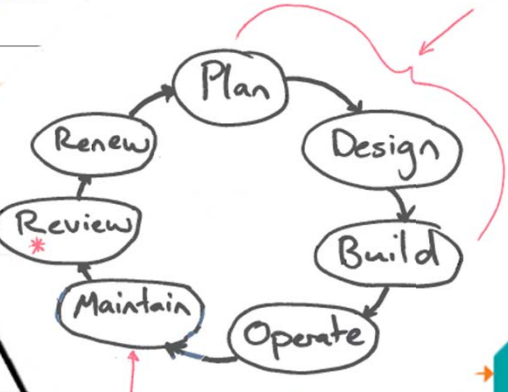 Plan
Design
Build
Operate
Maintain
Review
*
Renew